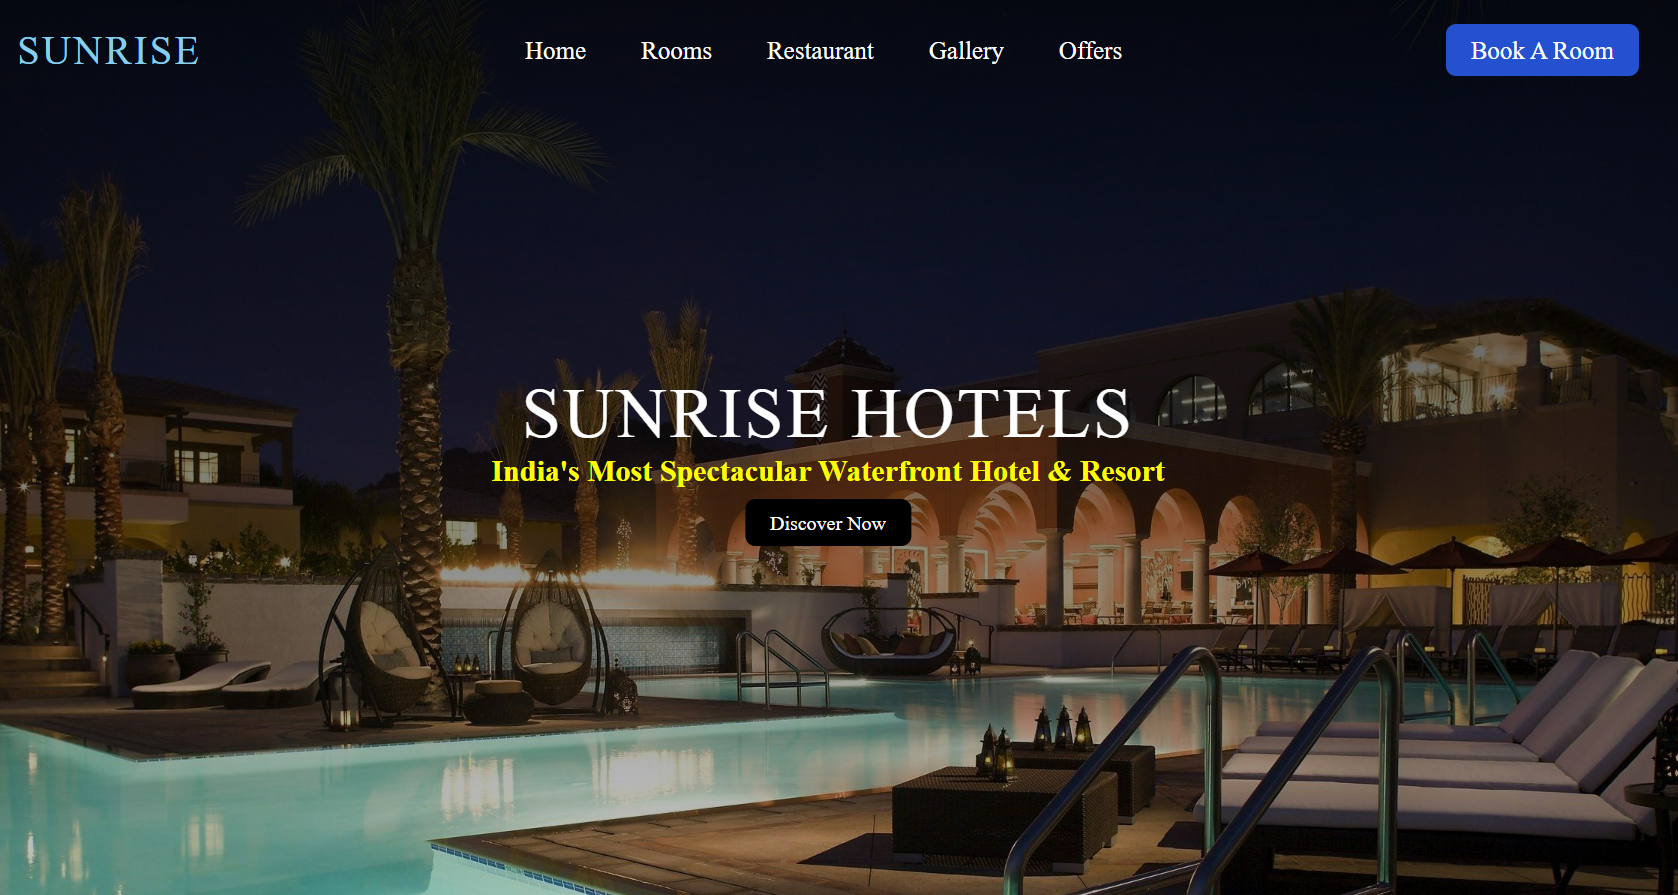 SUNRISE
Home Rooms Restaurant Gallery Offers
Book A Room
SUNRISE HOTELS
India's Most Spectacular Waterfront Hotel & Resort
Discover Now